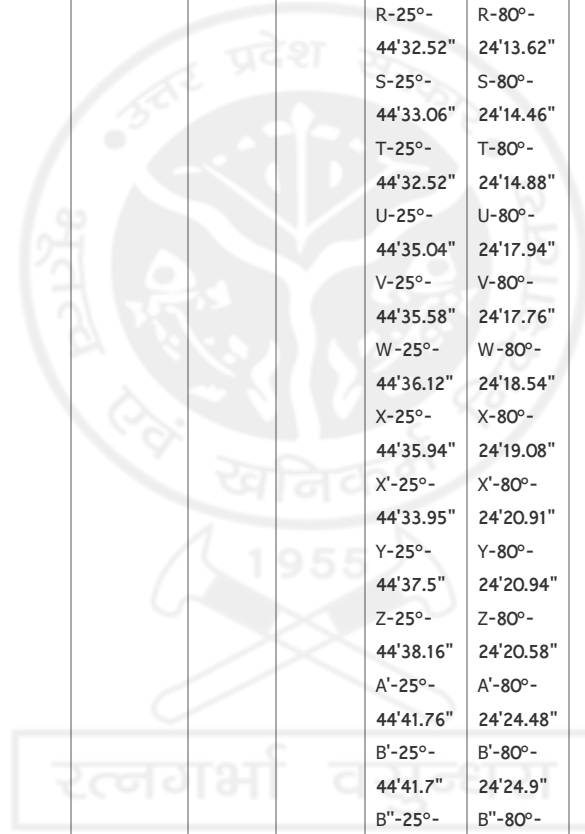 R-25°- R-80°-
44'32.52" 24'13.62"
S-25°- S-80°-
44'33.06" 24'14.46"
T-25°- T-80°-
44'32.52" 24'14.88"
U-25°- U-80°-
44'35.04" 24'17.94"
V-25°- V-80°-
44'35.58" 24'17.76"
W-25°- W-80°-
44'36.12" 24'18.54"
X-25°- X-80°-
44'35.94" 24'19.08"
X'-25°- X'-80°-
44'33.95" 24'20.91"
Y-25°- Y-80°-
44'37.5" 24'20.94"
Z-25°- Z-80°-
44'38.16" 24'20.58"
A'-25°- A'-80°-
44'41.76" 24'24.48"
B'-25°- B'-80°-
44'41.7" 24'24.9"
B"-25°- B"-80°-
उत्तर प्रदेश
एवं खनिकर्म
1955
रत्नगर्भा